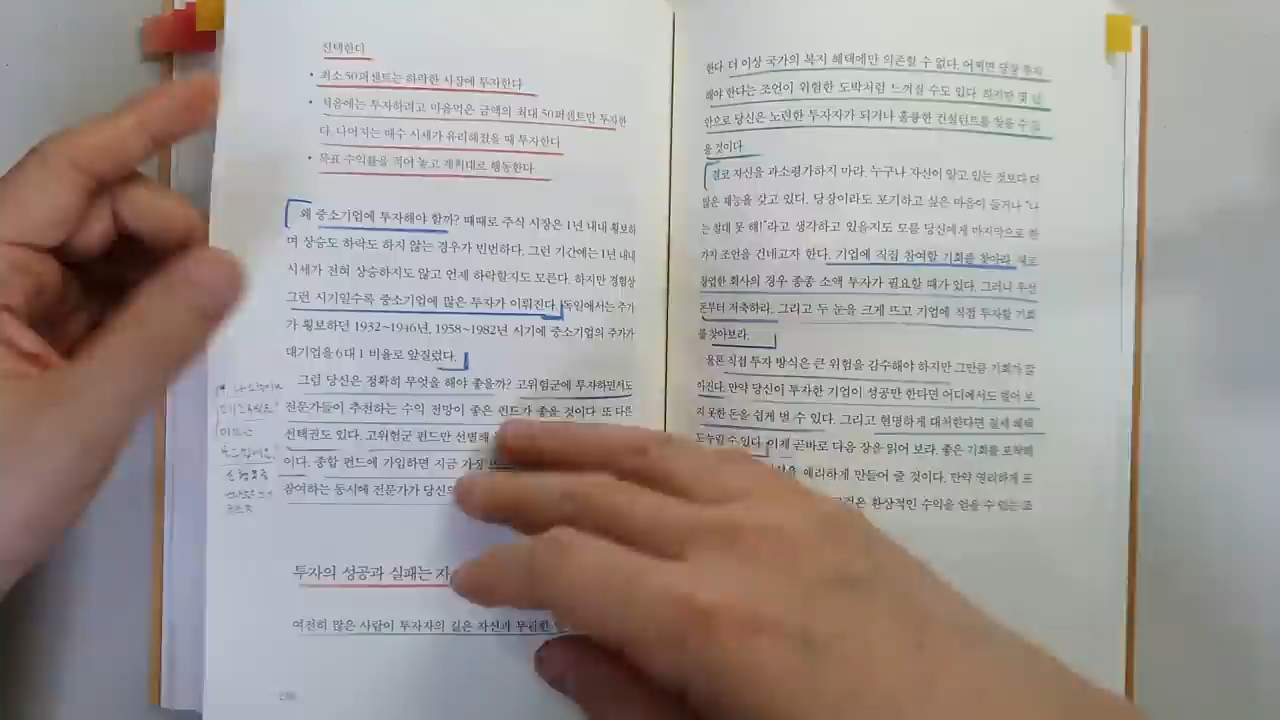 선택한다
• 최소 50퍼센트는 하락한 시장에 투자한다
• 처음에는 투자하려고 마음먹은 금액의 최대 50퍼센트만 투자한
다. 나머지는 매수 시세가 유리해졌을 때 투자한다
• 목표 수익률을 적어 놓고 계획대로 행동한다
왜 중소기업에 투자해야 할까? 때때로 주식 시장은 1년 내내 횡보하
며 상승도 하락도 하지 않는 경우가 빈번하다. 그런 기간에는 1년 내내
시세가 전혀 상승하지도 않고 언제 하락할지도 모른다. 하지만 경험상
그런 시기일수록 중소기업에 많은 투자가 이뤄진다. 독일에서는 주가
가 횡보하던 1932~1946년, 1958~1982년 시기에 중소기업의 주가가
대기업을 6대 1 비율로 앞질렀다.
그럼 당신은 정확히 무엇을 해야 좋을까? 고위험군에 투자하면서도
전문가들이 추천하는 수익 전망이 좋은 펀드가 좋을 것이다 또 다른
선택권도 있다. 고위험군 펀드만 선별해
이다. 종합 펀드에 가입하면 지금 가장
참여하는 동시에 전문가가 당신의
투자의 성공과 실패는 자
여전히 많은 사람이 투자자의 길은 자신과 무관한
한다 더 이상 국가의 복지 혜택에만 의존할 수 없다. 어쩌면 당장 투자
해야 한다는 조언이 위험한 도박처럼 느껴질 수도 있다 하지만 몇 년
안으로 당신은 노련한 투자자가 되거나 훌륭한 컨설턴트를 찾을 수 있
을 것이다
결코 자신을 과소평가하지 마라. 누구나 자신이 알고 있는 것보다 더
많은 재능을 갖고 있다. 당장이라도 포기하고 싶은 마음이 들거나 "나
는 절대 못 해!"라고 생각하고 있을지도 모를 당신에게 마지막으로 한
가지 조언을 건네고자 한다. 기업에 직접 참여할 기회를 찾아라 새로
창업한 회사의 경우 종종 소액 투자가 필요할 때가 있다. 그러니 우선
돈부터 저축하라. 그리고 두 눈을 크게 뜨고 기업에 직접 투자할 기회
를 찾아보라.
물론 직접 투자 방식은 큰 위험을 감수해야 하지만 그만큼 기회가 많
아진다. 만약 당신이 투자한 기업이 성공만 한다면 어디에서도 벌어 보
지 못한 돈을 쉽게 벌 수 있다. 그리고 현명하게 대처한다면 절세 혜택
도 누릴 수 있다 이제 곧바로 다음 장을 읽어 보라. 좋은 기회를 포착해
예리하게 만들어 줄 것이다. 만약 영리하게 투
환상적인 수익을 얻을 수 있는 조